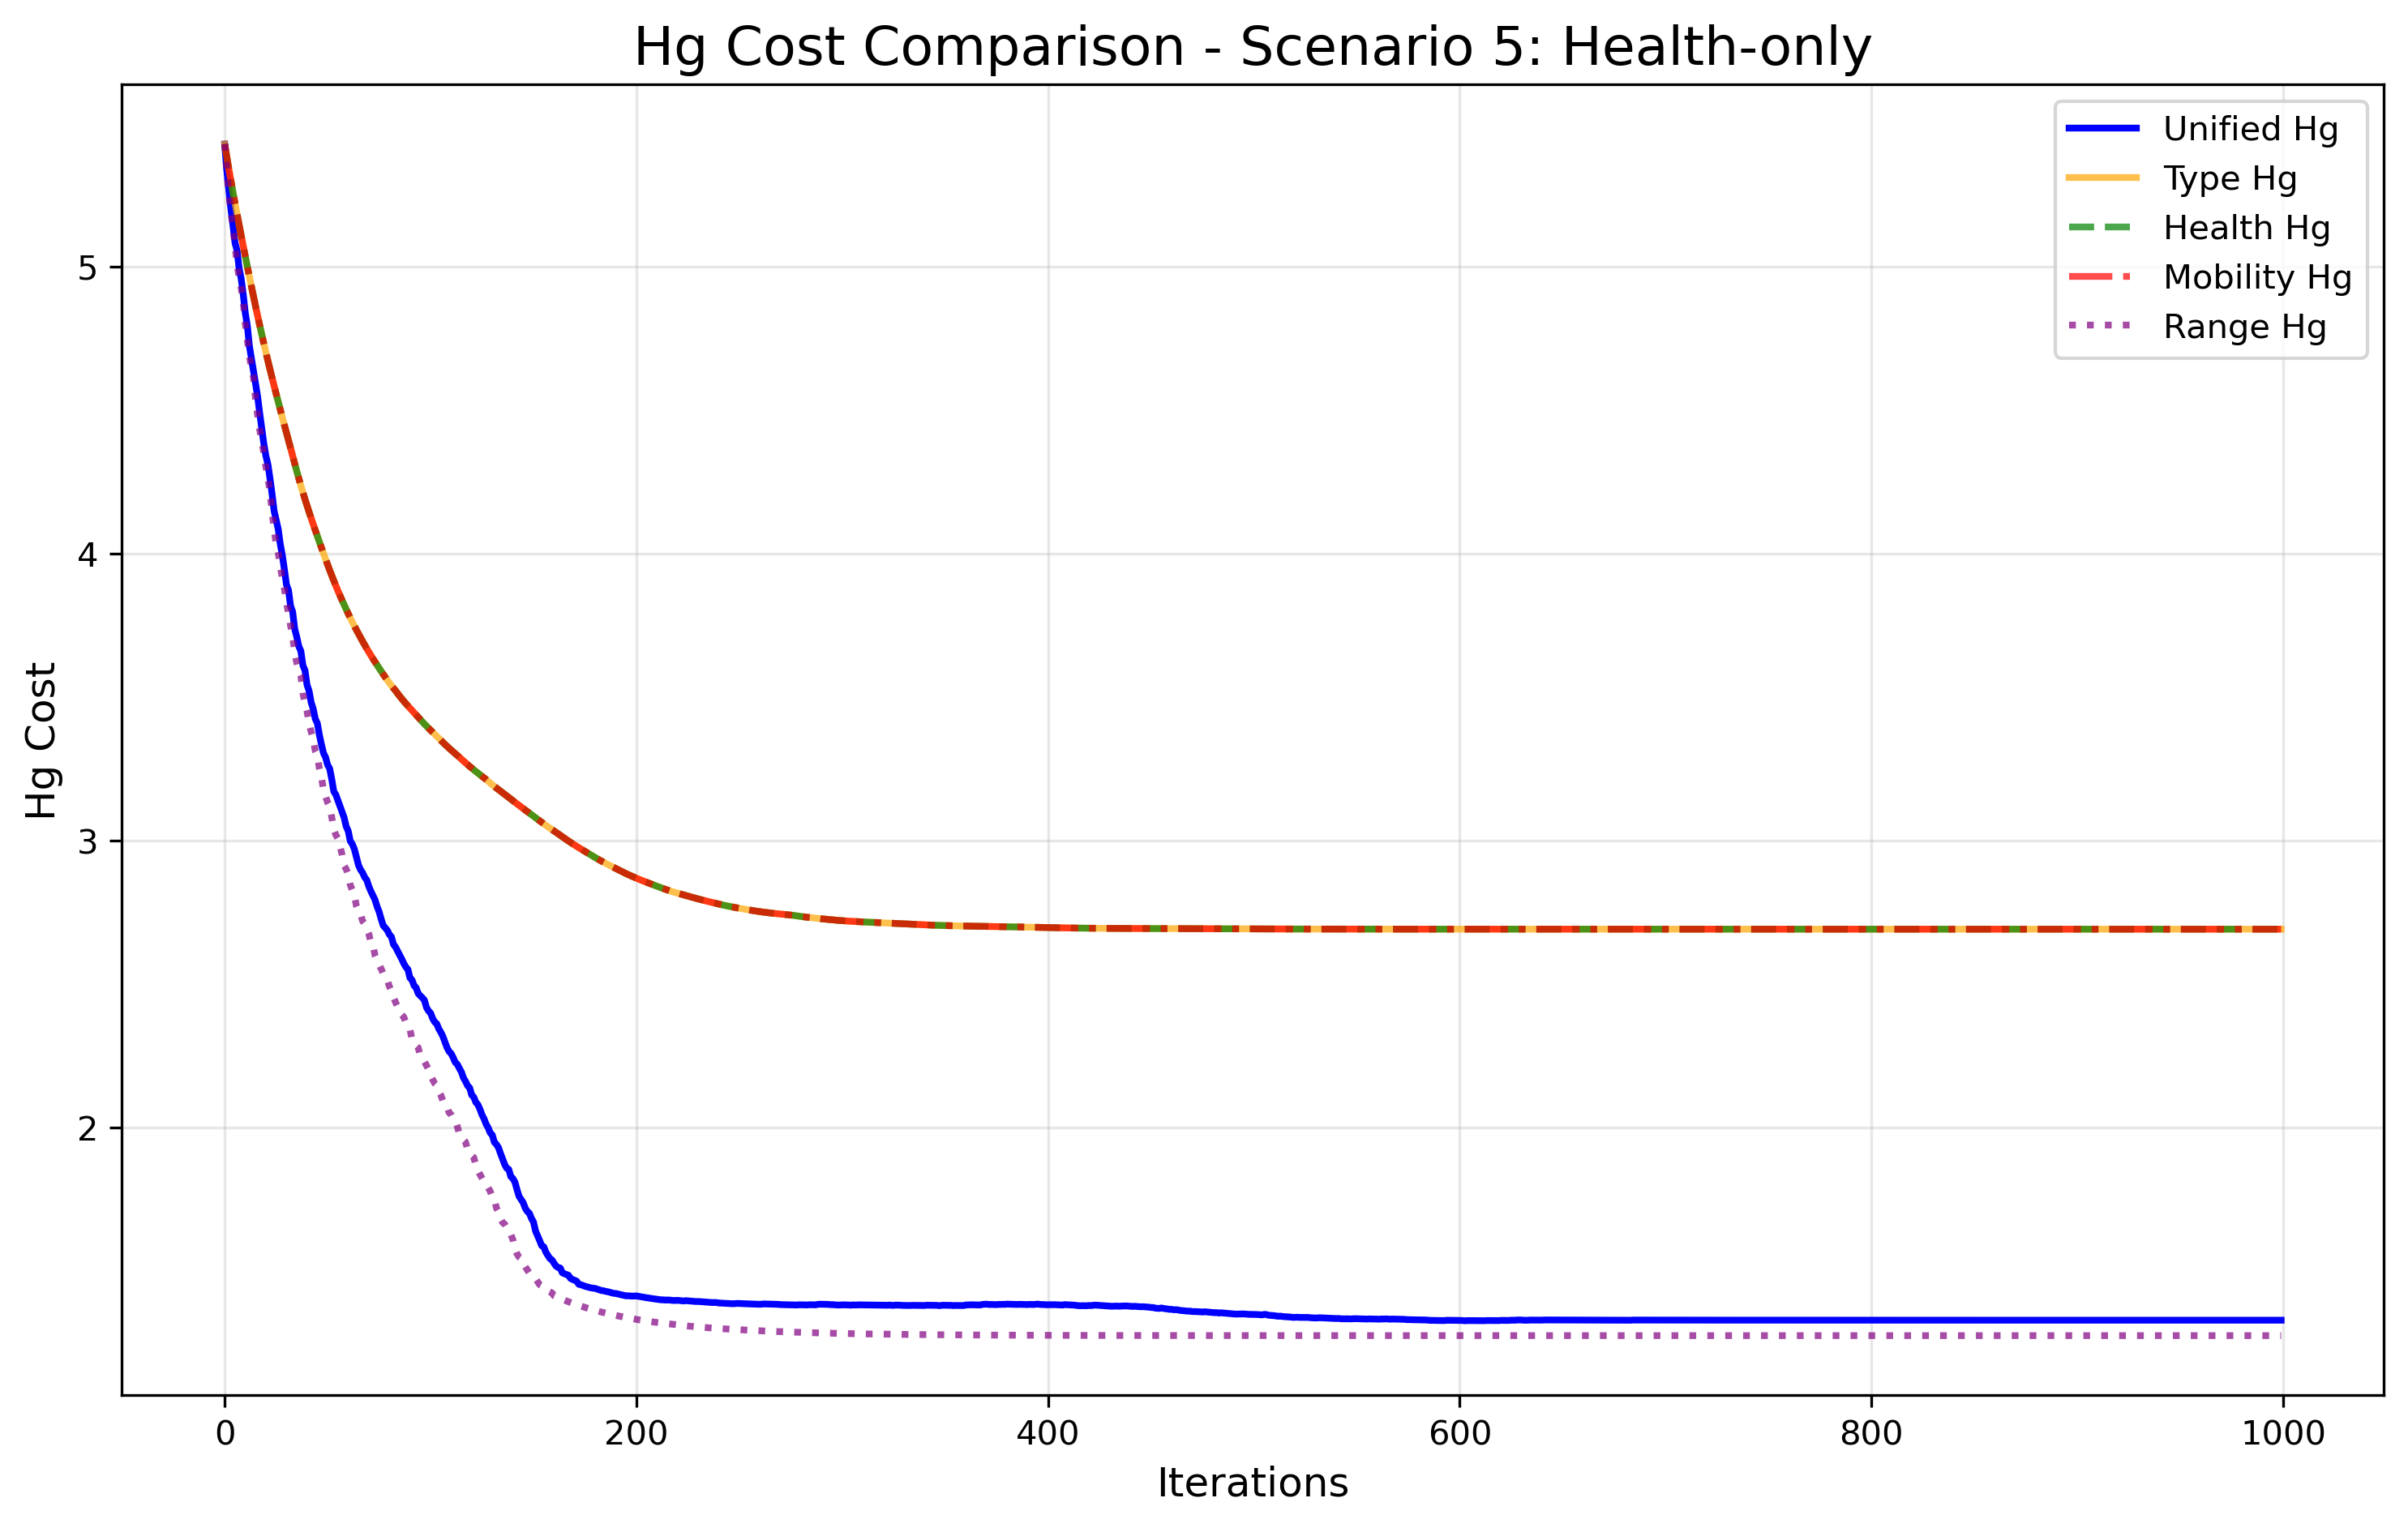 Hg Cost Comparison - Scenario 5: Health-only
Unified Hg
Type Hg
Health Hg
Mobility Hg
Range Hg
Hg Cost
5
4
3
2
0
200
400
600
800
1000
Iterations